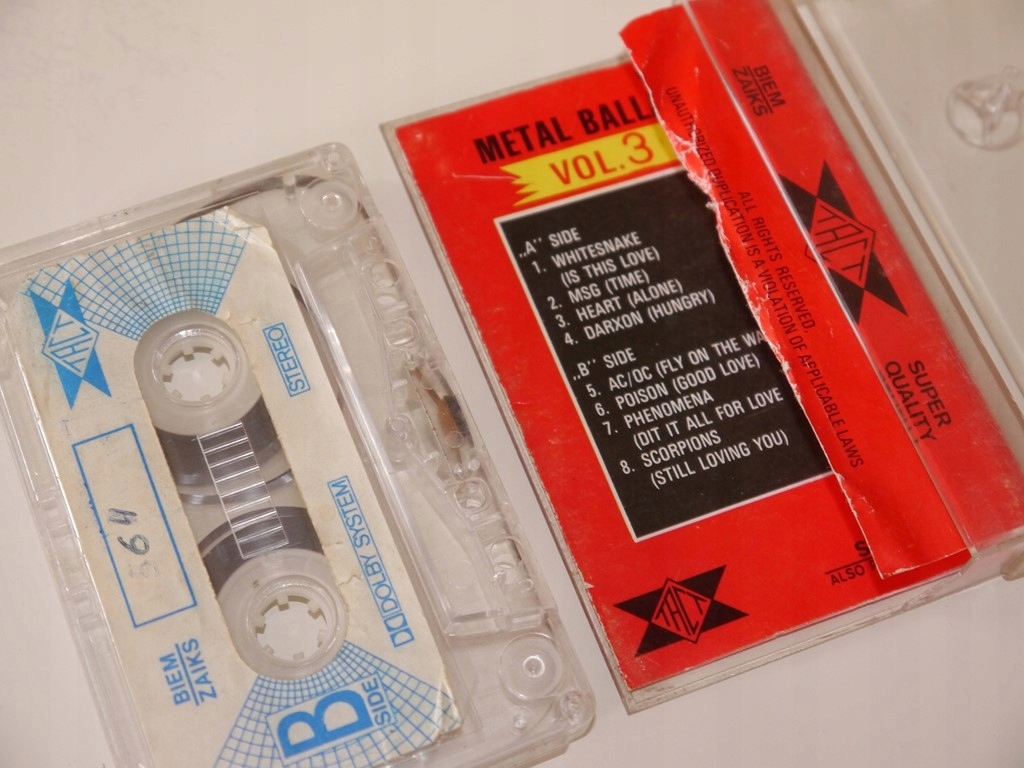 TACT
STEREO
564
DOLBY SYSTEM
BIEM
ZAIKS
B
SIDE
METAL BALL
VOL.3
„A” SIDE
1. WHITESNAKE
(IS THIS LOVE)
2. MSG (TIME)
3. HEART (ALONE)
4. DARXON (HUNGRY)
„B” SIDE
5. AC/DC (FLY ON THE WA
6. POISON (GOOD LOVE)
7. PHENOMENA
(DIT IT ALL FOR LOVE
8. SCORPIONS
(STILL LOVING YOU)
TACT
S
ALSO
BIEM
ZAIKS
TACT
SUPER
QUALITY
ALL RIGHTS RESERVED.
UNAUTHORIZED DUPLICATION IS A VIOLATION OF APPLICABLE LAWS